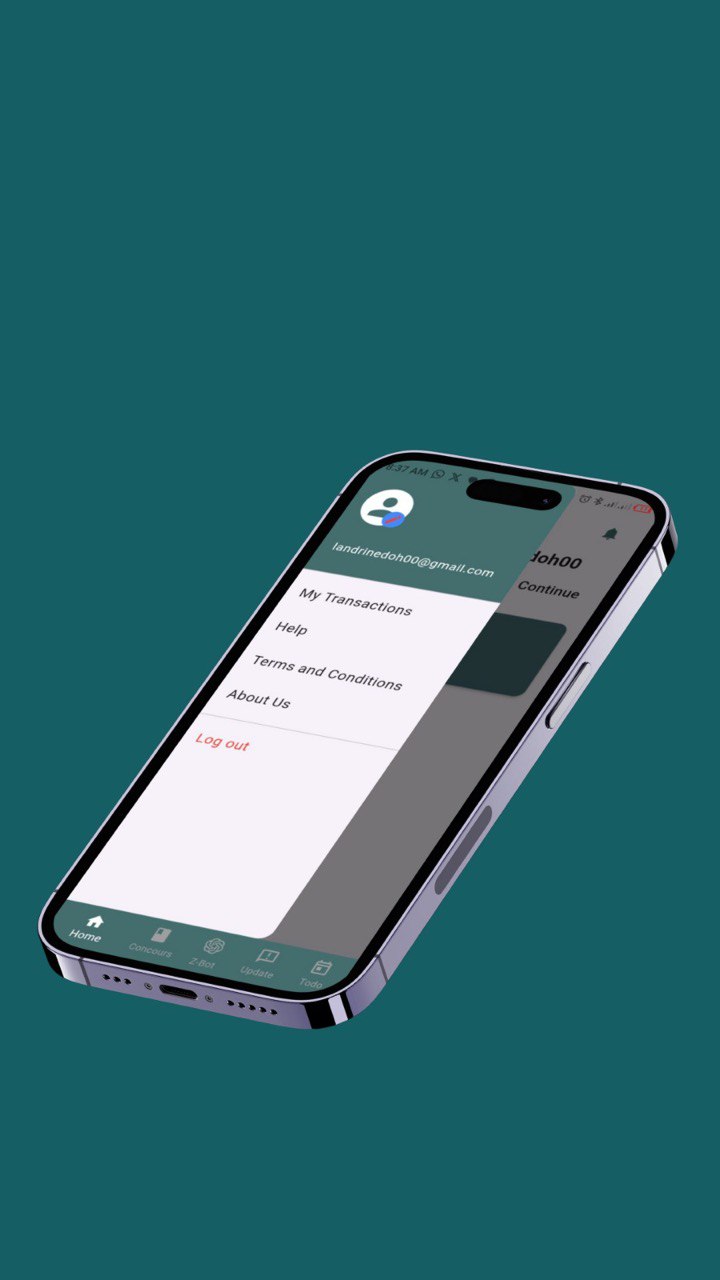 8:37 AM
landrinedoh00@gmail.com
doh00
Continue
My Transactions
Help
Terms and Conditions
About Us
Log out
Home
Concours
Z-Bot
Update
Todo